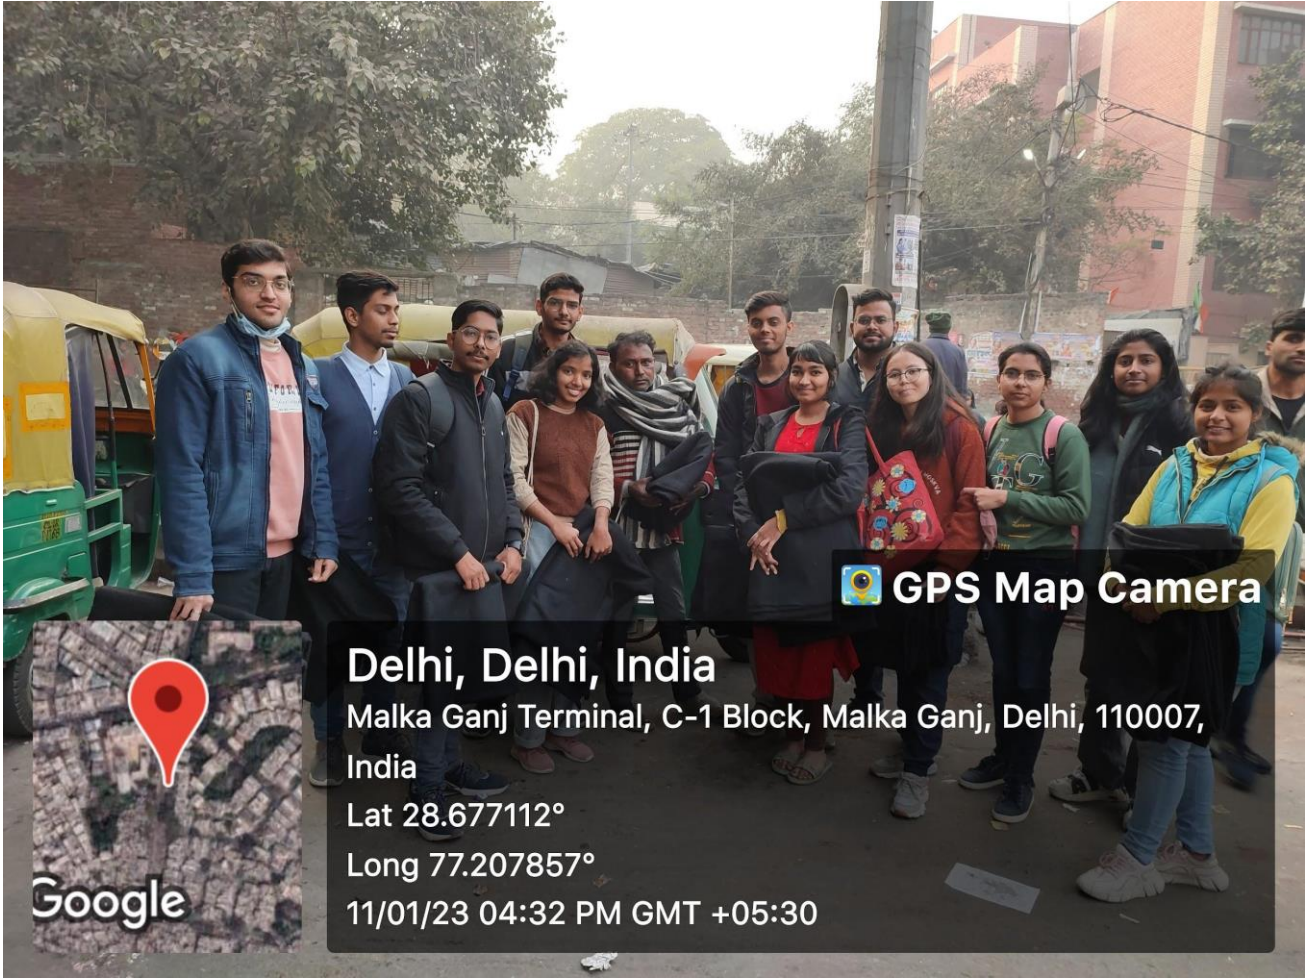 GPS Map Camera
Delhi, Delhi, India
Malka Ganj Terminal, C-1 Block, Malka Ganj, Delhi, 110007,
India
Lat 28.677112°
Long 77.207857°
11/01/23 04:32 PM GMT +05:30
Google